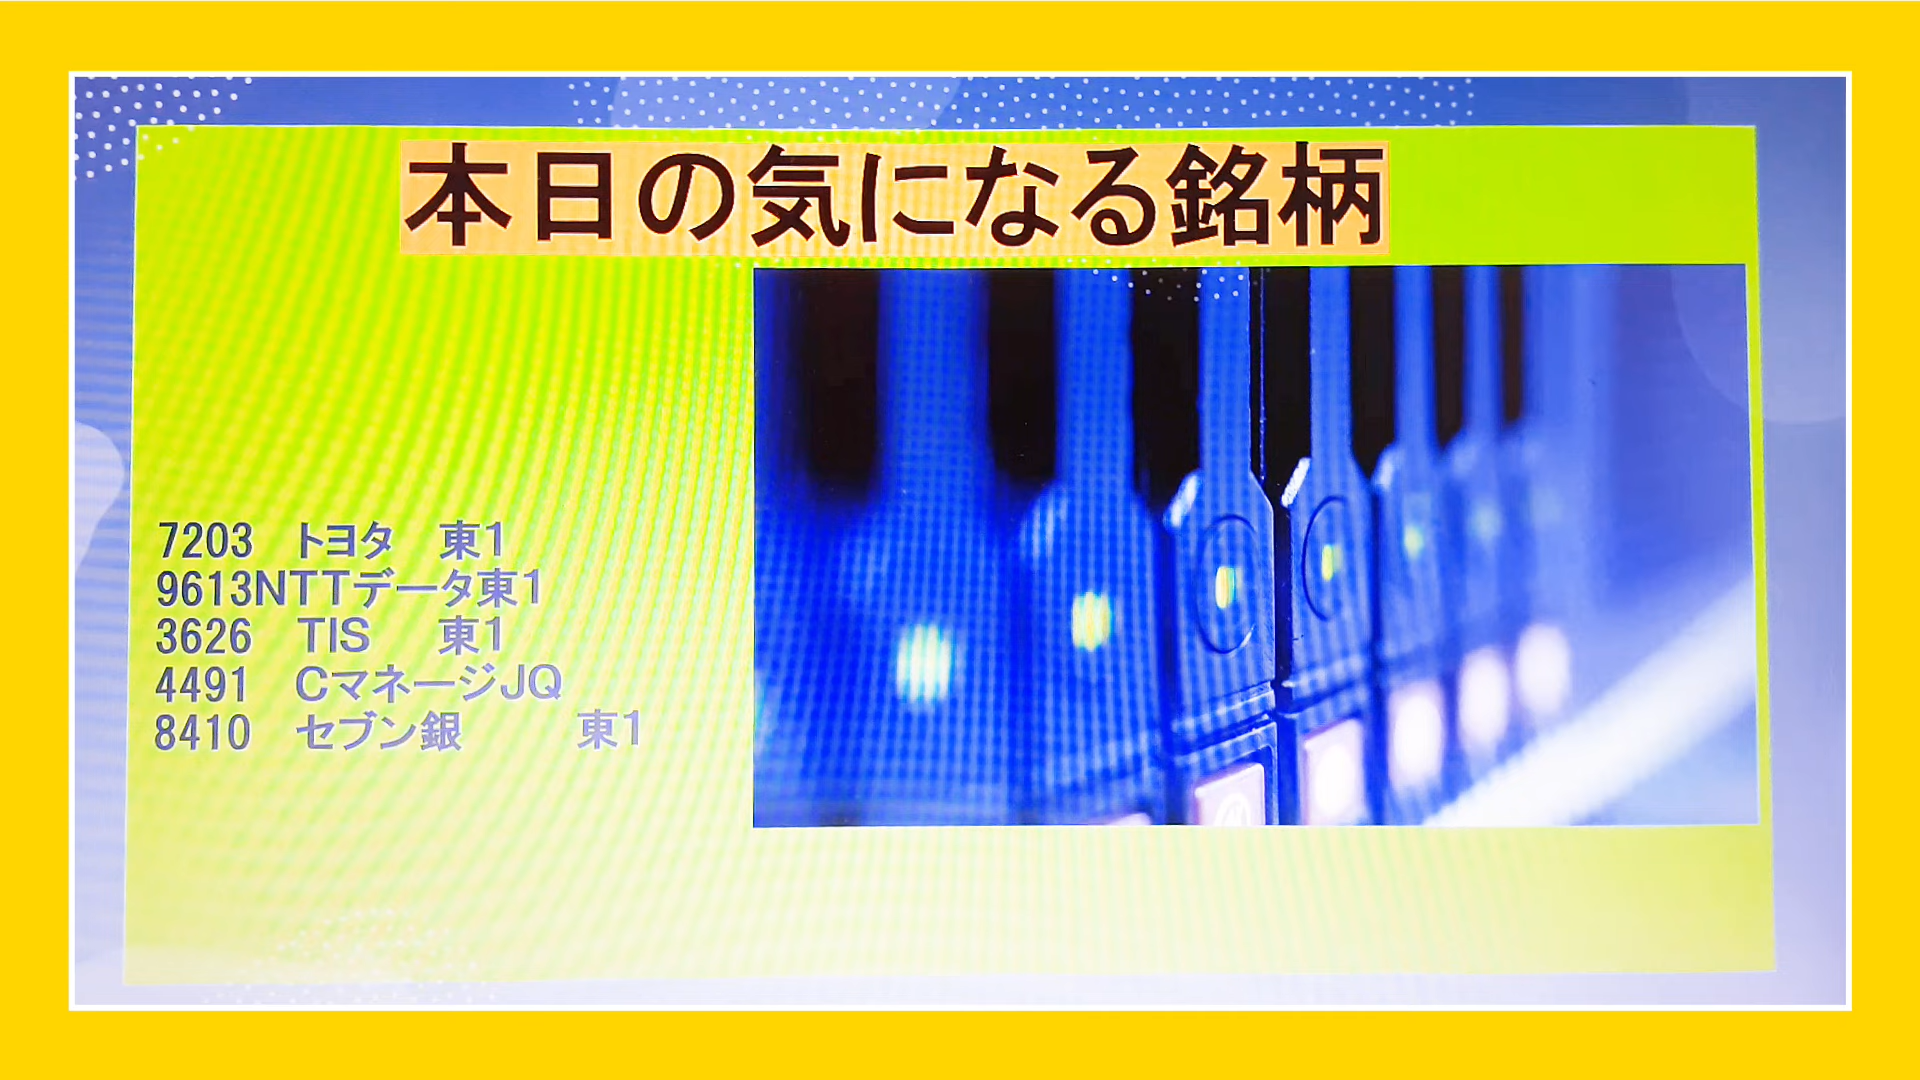 本日の気になる銘柄
7203 トヨタ 東1
9613NTTデータ東1
3626 TIS 東1
4491 CマネージJQ
8410 セブン銀 東1